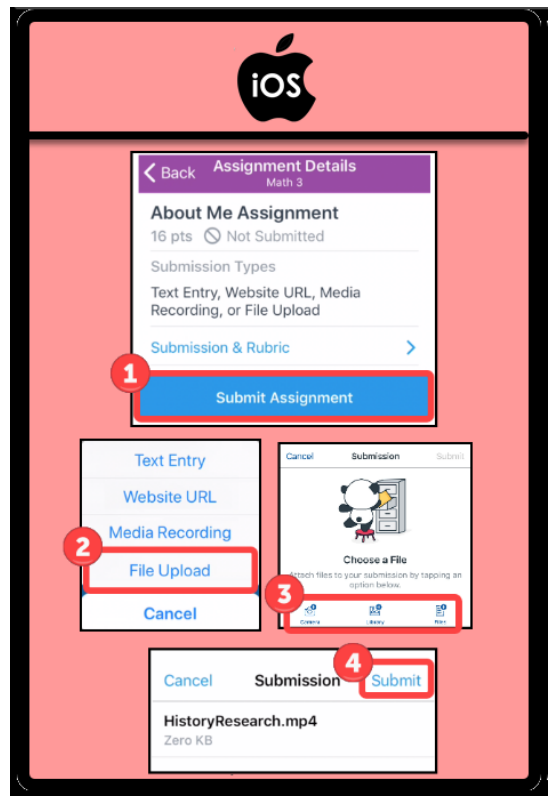 iOS
Back
Assignment Details
Math 3
About Me Assignment
16 pts Not Submitted
Submission Types
Text Entry, Website URL, Media
Recording, or File Upload
Submission & Rubric
1
Submit Assignment
Text Entry
Website URL
Media Recording
2
File Upload
Cancel
Cancel Submission Submit
Choose a File
Attach files to your submission by tapping an
option below.
3
Camera Library Files
4
Cancel Submission Submit
HistoryResearch.mp4
Zero KB